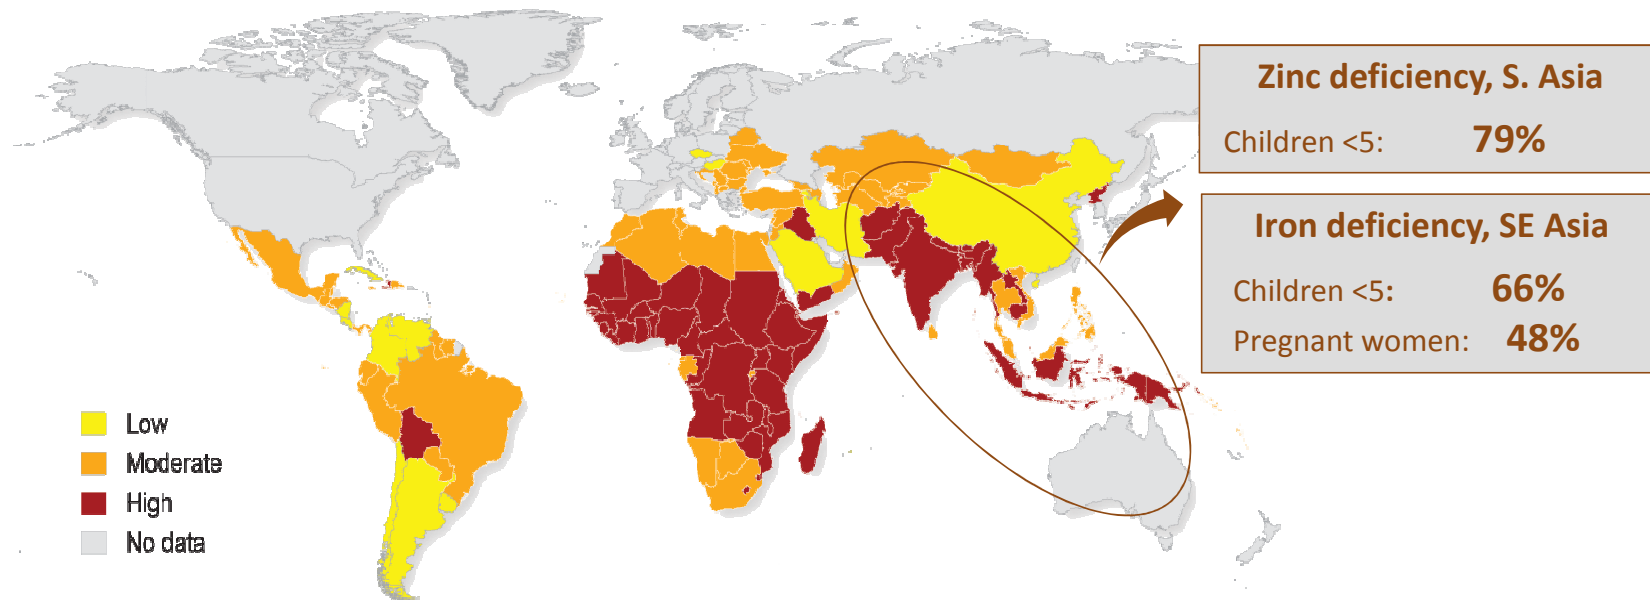 Zinc deficiency, S. Asia
Children <5: 79%
Iron deficiency, SE Asia
Children <5: 66%
Pregnant women: 48%
Low
Moderate
High
No data